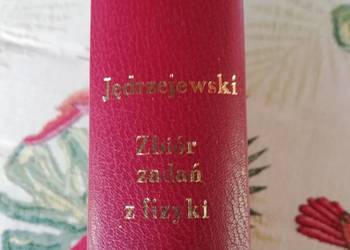 Jędrzejewski
Zbiór
zadań
z fizyki